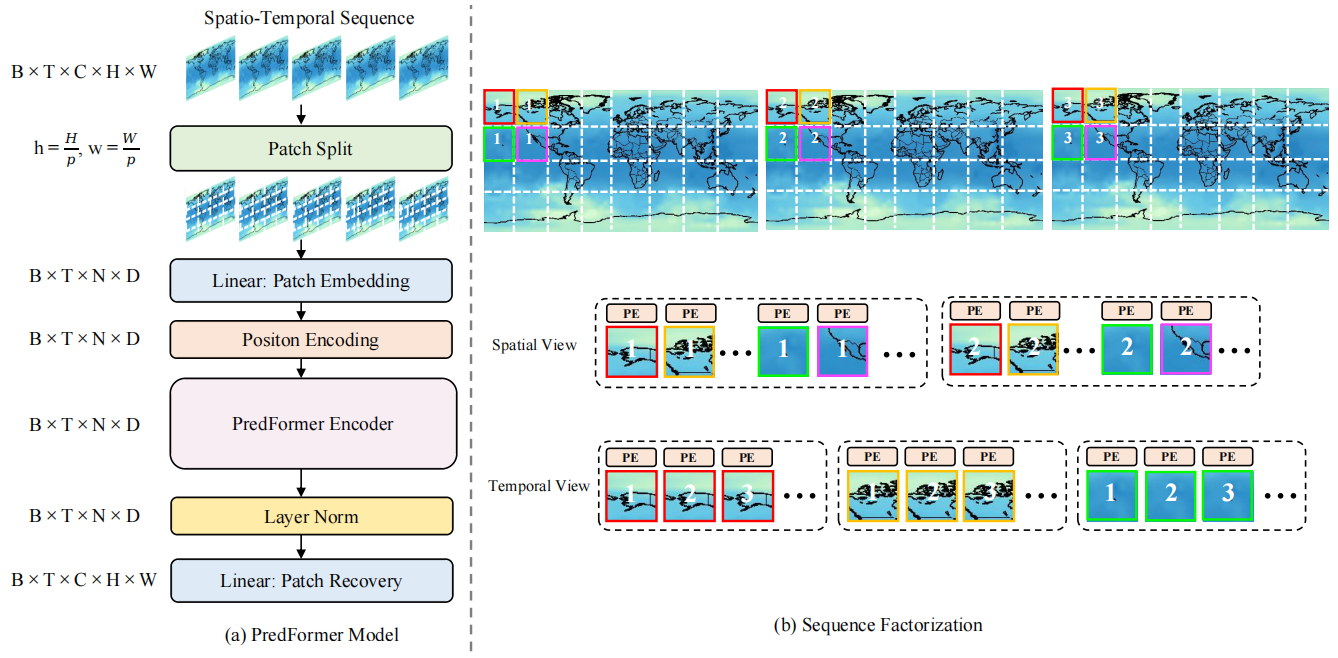 Spatio-Temporal Sequence
B × T × C × H × W
h = H/p, w = W/p
Patch Split
B × T × N × D
Linear: Patch Embedding
B × T × N × D
Positon Encoding
B × T × N × D
PredFormer Encoder
B × T × N × D
Layer Norm
B × T × C × H × W
Linear: Patch Recovery
(a) PredFormer Model
1 1 2 2 3 3
1 1 2 2 3 3
PE PE PE PE PE PE PE PE
Spatial View
1 1 ••• 1 1 ••• 2 2 ••• 2 2 •••
PE PE PE PE PE PE PE PE PE
Temporal View
1 2 3 ••• 1 2 3 ••• 1 2 3 •••
(b) Sequence Factorization